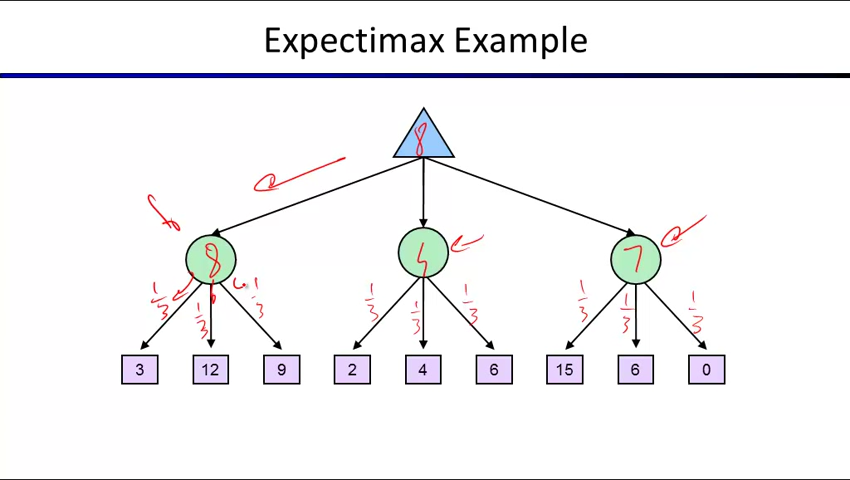 Expectimax Example
8
8 7
1/3 1/3 1/3 1/3 1/3 1/3 1/3 1/3 1/3
3 12 9 2 4 6 15 6 0